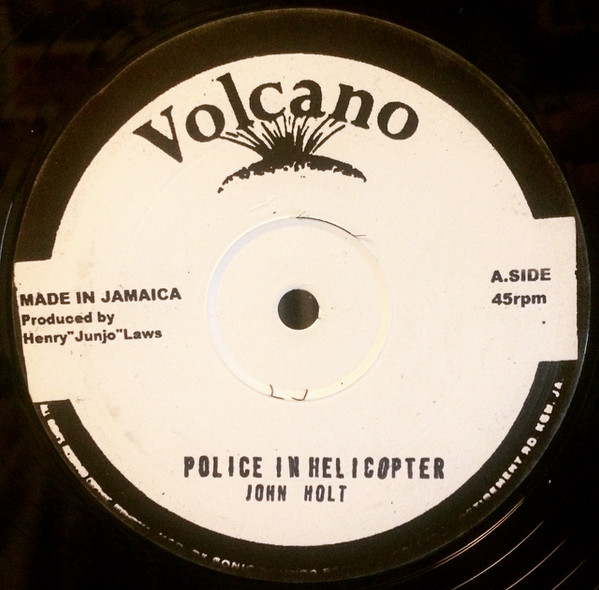 Volcano
MADE IN JAMAICA
Produced by
Henry"Junjo"Laws
A.SIDE
45rpm
POLICE IN HELICOPTER
JOHN HOLT